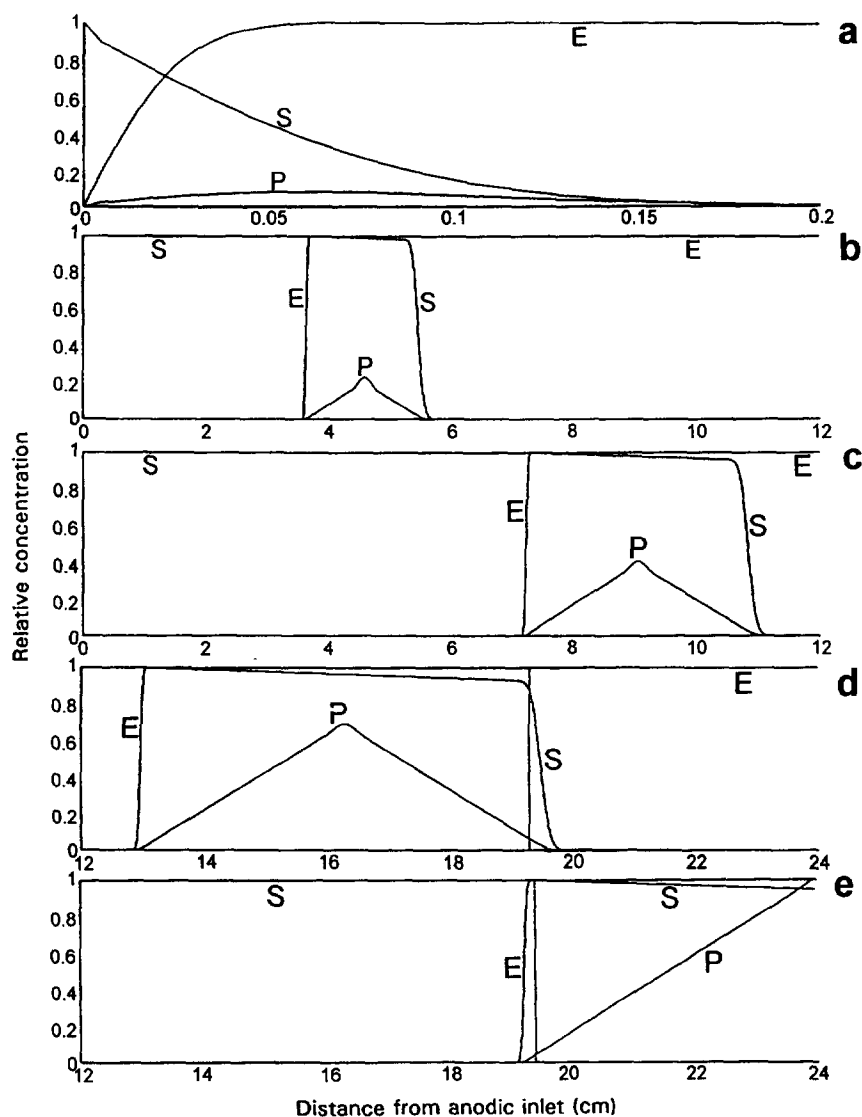 1
0.8
0.6
0.4
0.2
0
E
S
P
a
0 0.05 0.1 0.15 0.2
1
0.8
0.6
0.4
0.2
0
S
E
E
S
P
b
0 2 4 6 8 10 12
1
0.8
0.6
0.4
0.2
0
S
E
E
S
P
c
0 2 4 6 8 10 12
1
0.8
0.6
0.4
0.2
0
E
P
S
E
d
12 14 16 18 20 22 24
1
0.8
0.6
0.4
0.2
0
S
E
S
P
e
12 14 16 18 20 22 24
Relative concentration
Distance from anodic inlet (cm)